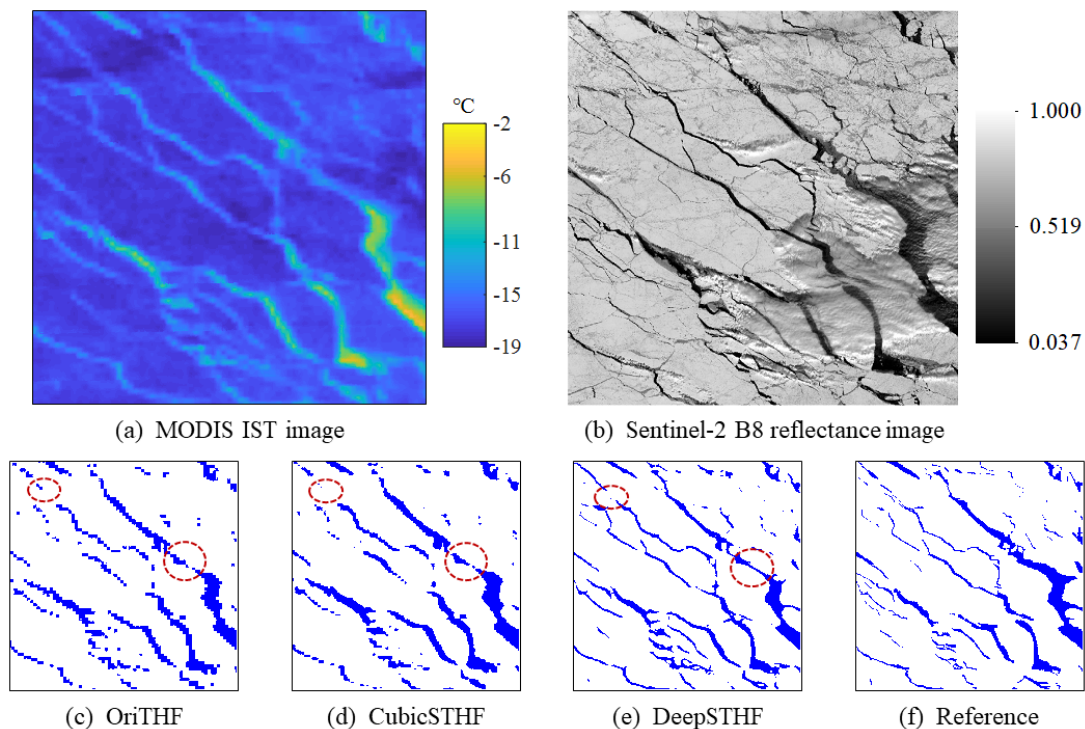 °C
-2
-6
-11
-15
-19
1.000
0.519
0.037
(a) MODIS IST image
(b) Sentinel-2 B8 reflectance image
(c) OriTHF
(d) CubicSTHF
(e) DeepSTHF
(f) Reference